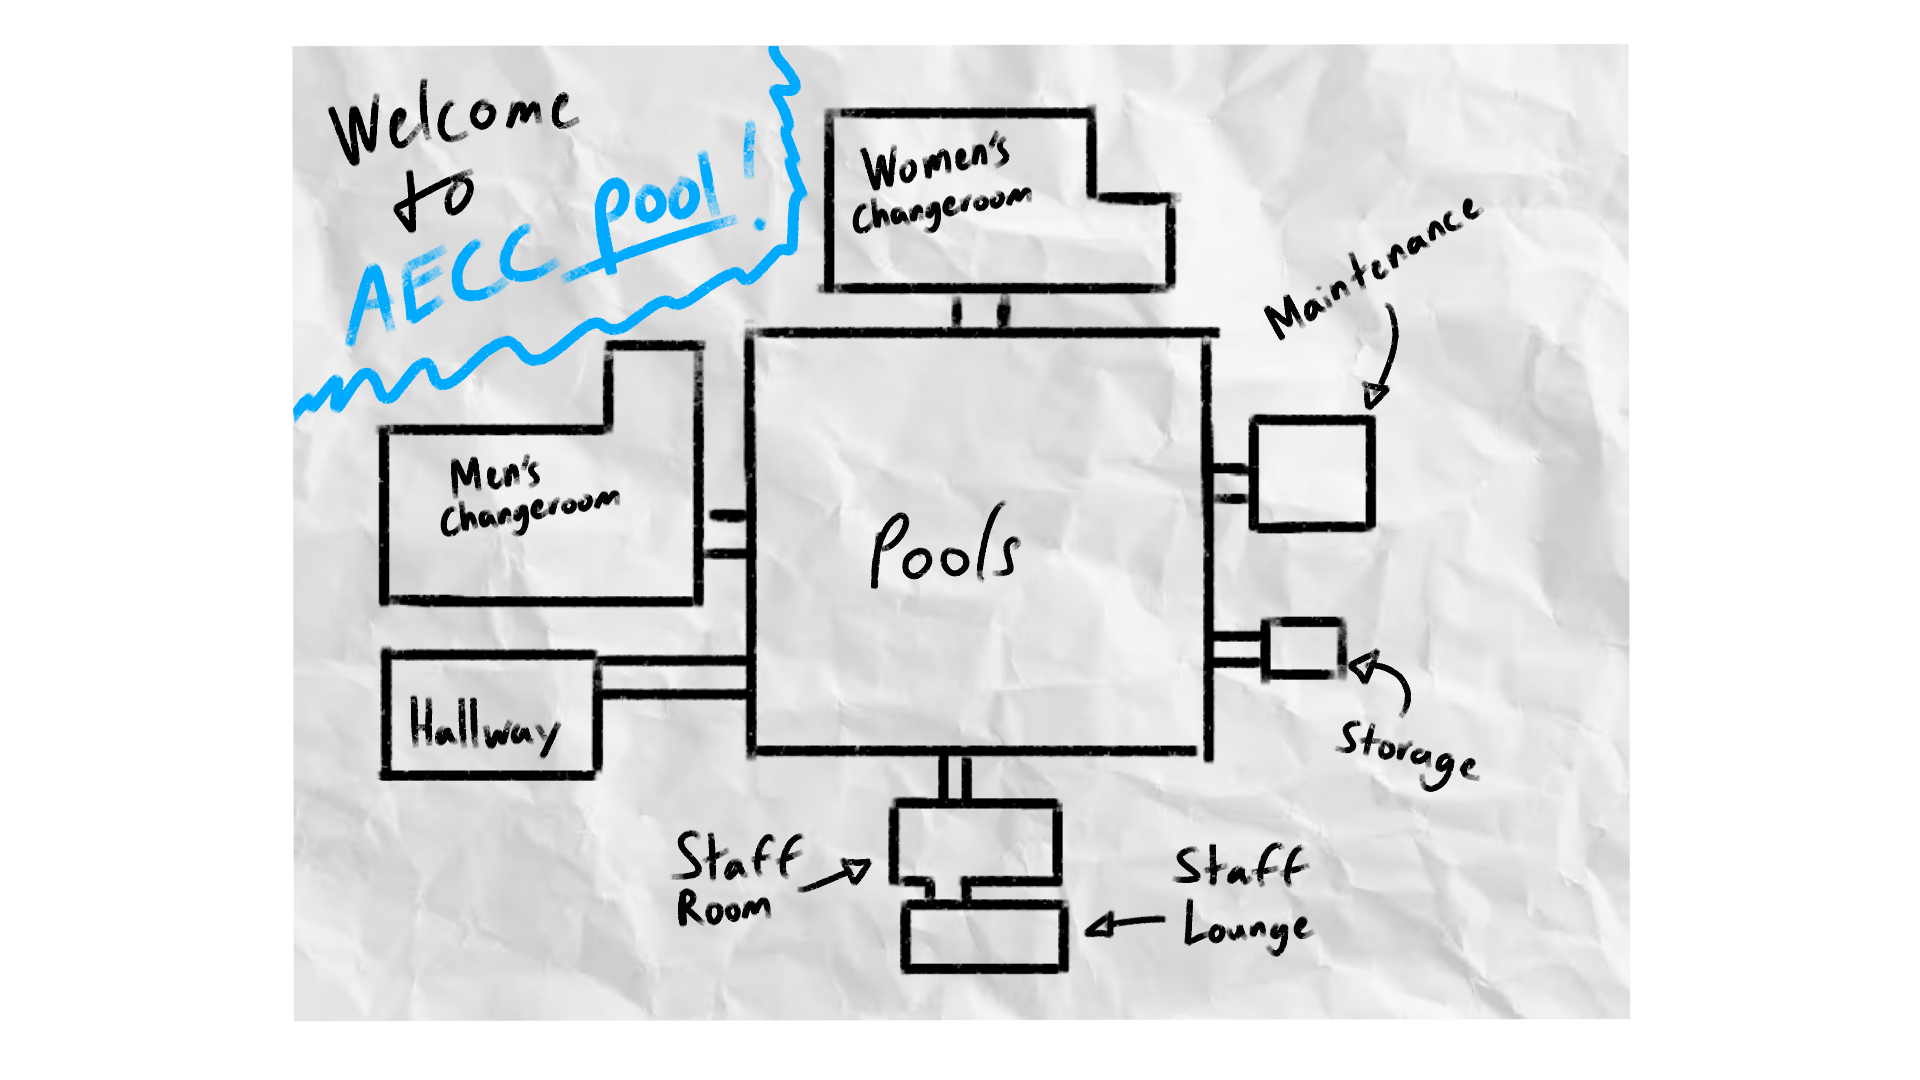 Welcome
to
AECC Pool!
Women's
Changeroom
Maintenance
Men's
Changeroom
Pools
Hallway
Storage
Staff
Room
Staff
Lounge